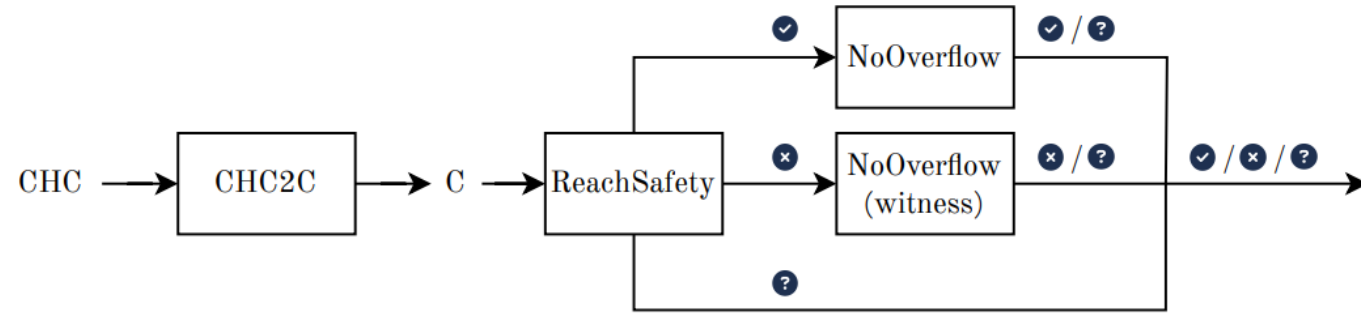 ✓
✓ / ?
NoOverflow
CHC
CHC2C
C
ReachSafety
×
NoOverflow
(witness)
× / ?
✓ / × / ?
?